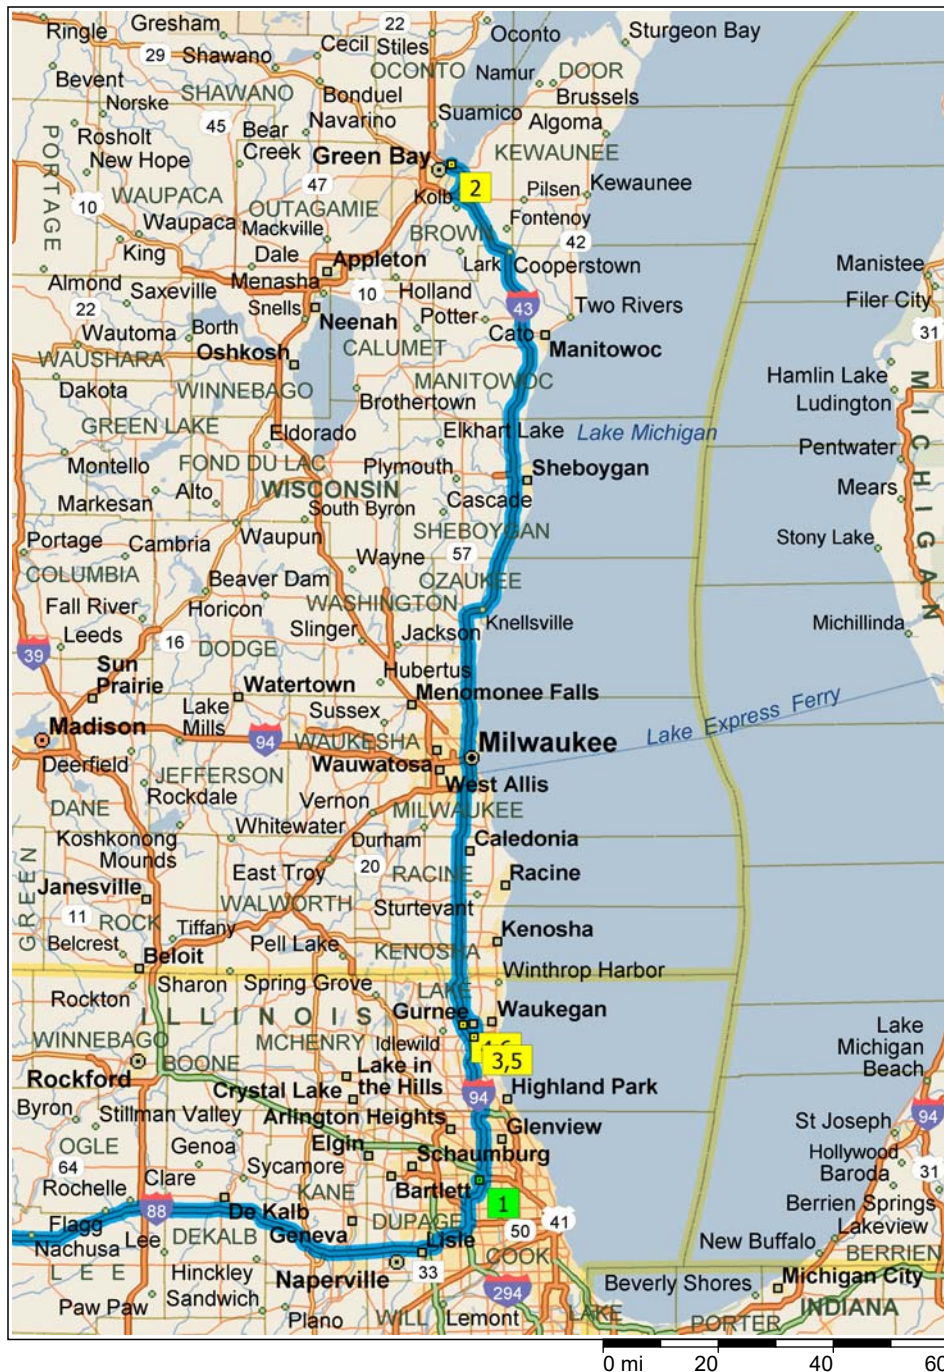 Ringle
Gresham
22
Oconto
Sturgeon Bay
29
Shawano
Cecil
Stiles
OCONTO
Namur
DOOR
Bevent
SHAWANO
Bonduel
Brussels
Norske
Navarino
Suamico
Algoma
Rosholt
45
Bear
Creek
Green Bay
KEWAUNEE
PORTAGE
New Hope
47
2
Pilsen
Kewaunee
WAUPACA
Kolb
10
Waupaca
OUTAGAMIE
Mackville
BROWN
Fontenoy
42
King
Dale
Appleton
Lark
Cooperstown
Manistee
Almond
Saxeville
Menasha
10
Holland
43
Two Rivers
Filer City
22
Snells
Neenah
Potter
31
Wautoma
Borth
Cato
Manitowoc
WAUSHARA
Oshkosh
CALUMET
Hamlin Lake
Dakota
WINNEBAGO
MANITOWOC
Ludington
MICHIGAN
Brothertown
GREEN LAKE
Eldorado
Elkhart Lake
Lake Michigan
Pentwater
Montello
FOND DU LAC
Plymouth
Sheboygan
Mears
Markesan
Alto
WISCONSIN
Cascade
South Byron
SHEBOYGAN
Stony Lake
Portage
Cambria
Waupun
Wayne
57
COLUMBIA
Beaver Dam
OZAUKEE
Fall River
Horicon
WASHINGTON
Knellsville
Michillinda
Leeds
16
Slinger
Jackson
39
DODGE
Sun
Prairie
Watertown
Hubertus
Menomonee Falls
Madison
Lake
Mills
Sussex
Lake Express Ferry
94
WAUKESHA
Milwaukee
Deerfield
Wauwatosa
JEFFERSON
West Allis
DANE
Rockdale
Vernon
MILWAUKEE
Whitewater
Koshkonong
Mounds
Durham
Caledonia
GREEN
East Troy
20
RACINE
Racine
Janesville
WALWORTH
Sturtevant
11
ROCK
Tiffany
Kenosha
Belcrest
Pell Lake
KENOSHA
Beloit
Winthrop Harbor
Rockton
Sharon
Spring Grove
LAKE
ILLINOIS
Gurnee
Waukegan
Lake
Michigan
Beach
WINNEBAGO
MCHENRY
Idlewild
3,5
BOONE
Rockford
Lake in
the Hills
Crystal Lake
94
Highland Park
Byron
Stillman Valley
Arlington Heights
St Joseph
94
OGLE
Genoa
Elgin
Glenview
Hollywood
64
Schaumburg
Baroda
31
Rochelle
Clare
Sycamore
KANE
Bartlett
1
Berrien Springs
Flagg
88
De Kalb
DUPAGE
50
41
Lakeview
Nachusa
Lee
DEKALB
Geneva
Lisle
New Buffalo
BERRIEN
LEE
Hinckley
Naperville
33
COOK
Beverly Shores
Michigan City
Paw Paw
Sandwich
Plano
WILL
Lemont
294
LAKE
PORTER
INDIANA
0 mi 20 40 60